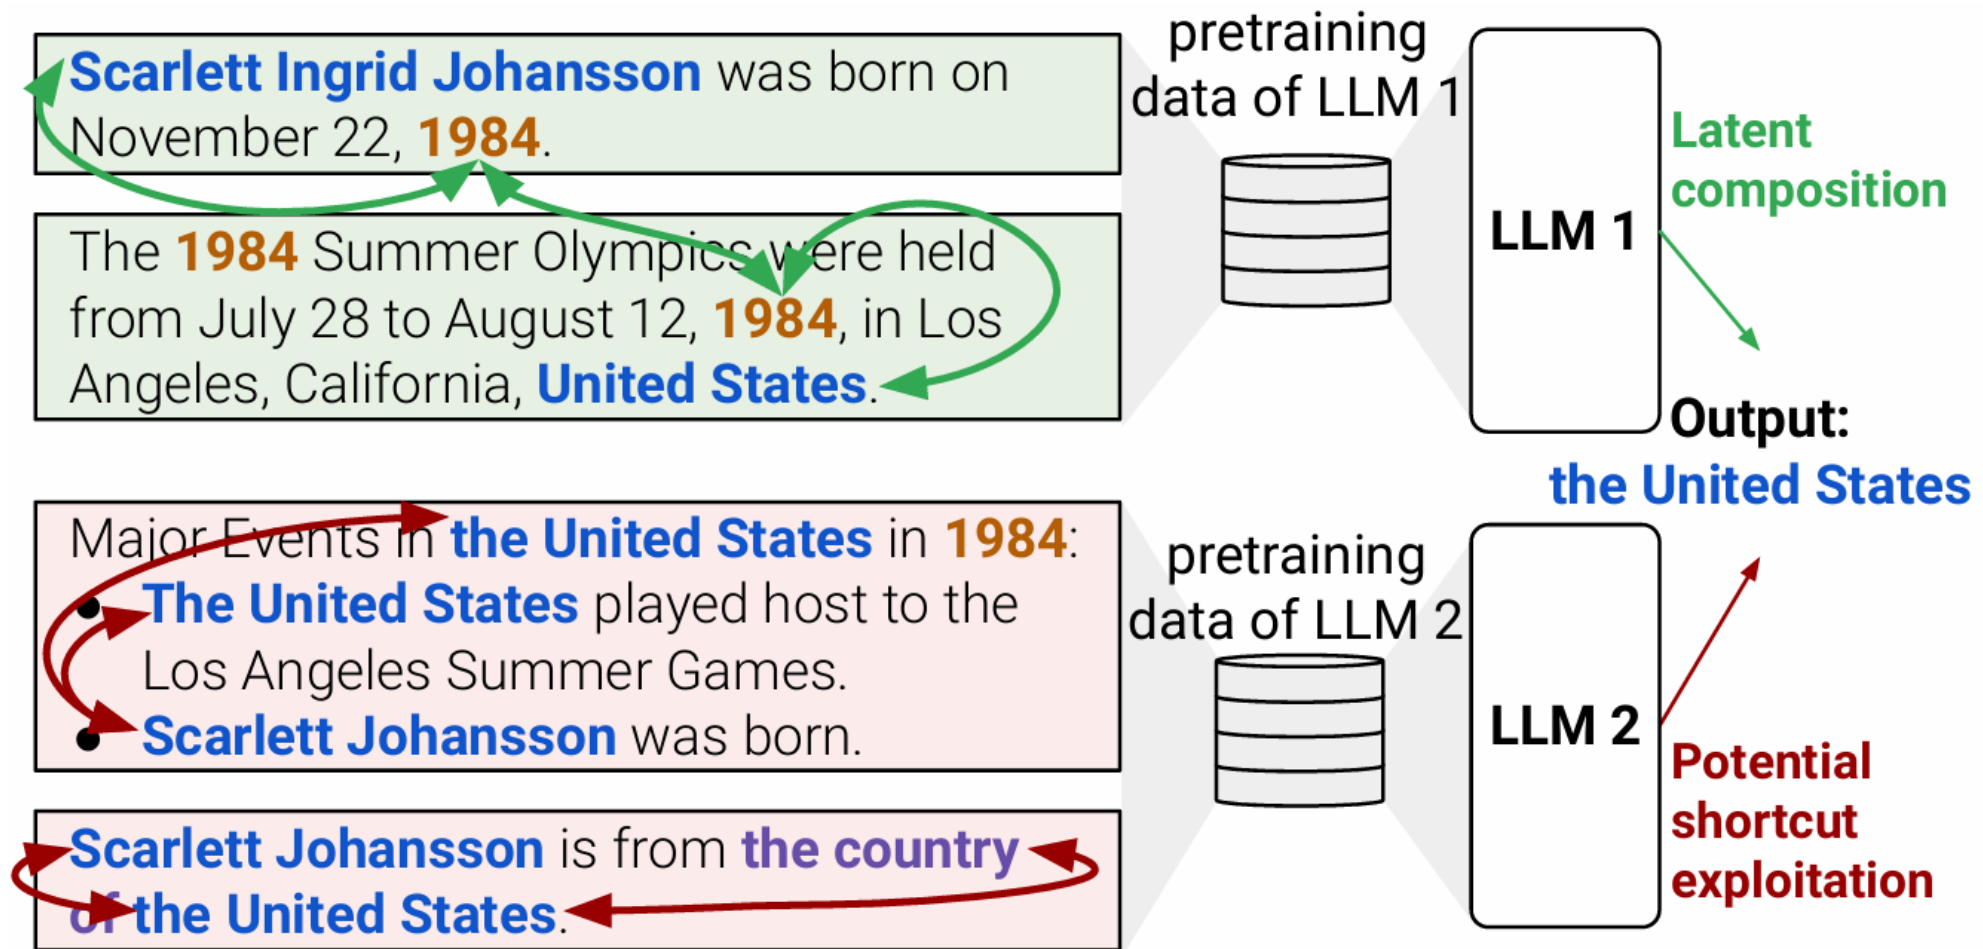 Scarlett Ingrid Johansson was born on
November 22, 1984.
The 1984 Summer Olympics were held
from July 28 to August 12, 1984, in Los
Angeles, California, United States.
pretraining
data of LLM 1
LLM 1
Latent
composition
Output:
the United States
Major Events in the United States in 1984:
• The United States played host to the
Los Angeles Summer Games.
• Scarlett Johansson was born.
Scarlett Johansson is from the country
of the United States.
pretraining
data of LLM 2
LLM 2
Potential
shortcut
exploitation